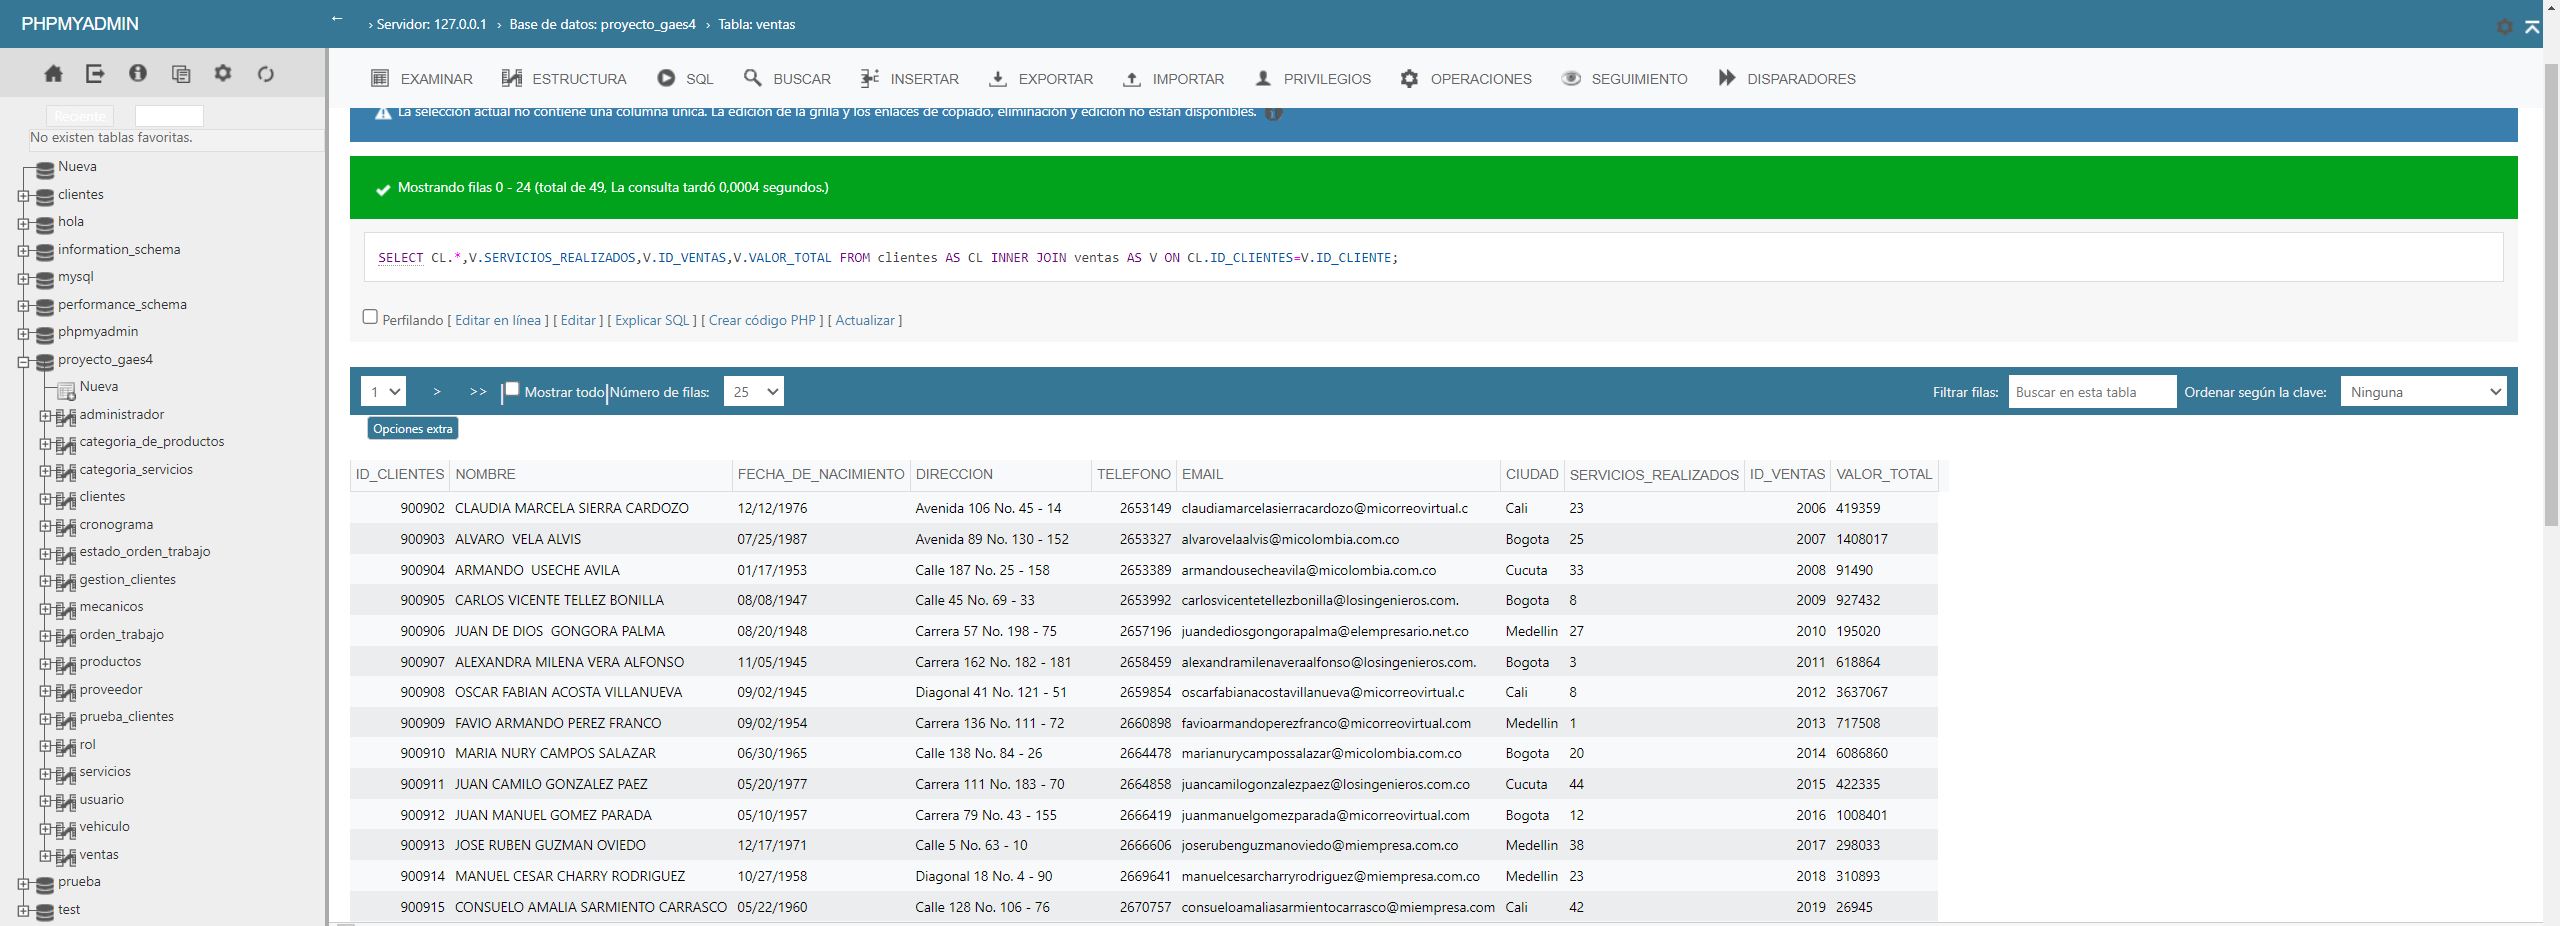 PHPMYADMIN
← › Servidor: 127.0.0.1 › Base de datos: proyecto_gaes4 › Tabla: ventas
EXAMINAR ESTRUCTURA SQL BUSCAR INSERTAR EXPORTAR IMPORTAR PRIVILEGIOS OPERACIONES SEGUIMIENTO DISPARADORES
Reciente
No existen tablas favoritas.
Nueva
clientes
hola
information_schema
mysql
performance_schema
phpmyadmin
proyecto_gaes4
Nueva
administrador
categoria_de_productos
categoria_servicios
clientes
cronograma
estado_orden_trabajo
gestion_clientes
mecanicos
orden_trabajo
productos
proveedor
prueba_clientes
rol
servicios
usuario
vehiculo
ventas
prueba
test
La selección actual no contiene una columna única. La edición de la grilla y los enlaces de copiado, eliminación y edición no están disponibles.
Mostrando filas 0 - 24 (total de 49, La consulta tardó 0,0004 segundos.)
SELECT CL.*,V.SERVICIOS_REALIZADOS,V.ID_VENTAS,V.VALOR_TOTAL FROM clientes AS CL INNER JOIN ventas AS V ON CL.ID_CLIENTES=V.ID_CLIENTE;
Perfilando [ Editar en línea ] [ Editar ] [ Explicar SQL ] [ Crear código PHP ] [ Actualizar ]
1 > >> | Mostrar todo | Número de filas: 25 Filtrar filas: Buscar en esta tabla Ordenar según la clave: Ninguna
Opciones extra
ID_CLIENTES NOMBRE FECHA_DE_NACIMIENTO DIRECCION TELEFONO EMAIL CIUDAD SERVICIOS_REALIZADOS ID_VENTAS VALOR_TOTAL
900902 CLAUDIA MARCELA SIERRA CARDOZO 12/12/1976 Avenida 106 No. 45 - 14 2653149 claudiamarcelasierracardozo@micorreovirtual.c Cali 23 2006 419359
900903 ALVARO  VELA ALVIS 07/25/1987 Avenida 89 No. 130 - 152 2653327 alvarovelaalvis@micolombia.com.co Bogota 25 2007 1408017
900904 ARMANDO  USECHE AVILA 01/17/1953 Calle 187 No. 25 - 158 2653389 armandousecheavila@micolombia.com.co Cucuta 33 2008 91490
900905 CARLOS VICENTE TELLEZ BONILLA 08/08/1947 Calle 45 No. 69 - 33 2653992 carlosvicentetellezbonilla@losingenieros.com. Bogota 8 2009 927432
900906 JUAN DE DIOS  GONGORA PALMA 08/20/1948 Carrera 57 No. 198 - 75 2657196 juandediosgongorapalma@elempresario.net.co Medellin 27 2010 195020
900907 ALEXANDRA MILENA VERA ALFONSO 11/05/1945 Carrera 162 No. 182 - 181 2658459 alexandramilenaveraalfonso@losingenieros.com. Bogota 3 2011 618864
900908 OSCAR FABIAN ACOSTA VILLANUEVA 09/02/1945 Diagonal 41 No. 121 - 51 2659854 oscarfabianacostavillanueva@micorreovirtual.c Cali 8 2012 3637067
900909 FAVIO ARMANDO PEREZ FRANCO 09/02/1954 Carrera 136 No. 111 - 72 2660898 favioarmandoperezfranco@micorreovirtual.com Medellin 1 2013 717508
900910 MARIA NURY CAMPOS SALAZAR 06/30/1965 Calle 138 No. 84 - 26 2664478 marianurycampossalazar@micolombia.com.co Bogota 20 2014 6086860
900911 JUAN CAMILO GONZALEZ PAEZ 05/20/1977 Carrera 111 No. 183 - 70 2664858 juancamilogonzalezpaez@losingenieros.com.co Cucuta 44 2015 422335
900912 JUAN MANUEL GOMEZ PARADA 05/10/1957 Carrera 79 No. 43 - 155 2666419 juanmanuelgomezparada@micorreovirtual.com Bogota 12 2016 1008401
900913 JOSE RUBEN GUZMAN OVIEDO 12/17/1971 Calle 5 No. 63 - 10 2666606 joserubenguzmanoviedo@miempresa.com.co Medellin 38 2017 298033
900914 MANUEL CESAR CHARRY RODRIGUEZ 10/27/1958 Diagonal 18 No. 4 - 90 2669641 manuelcesarcharryrodriguez@miempresa.com.co Medellin 23 2018 310893
900915 CONSUELO AMALIA SARMIENTO CARRASCO 05/22/1960 Calle 128 No. 106 - 76 2670757 consueloamaliasarmientocarrasco@miempresa.com Cali 42 2019 26945